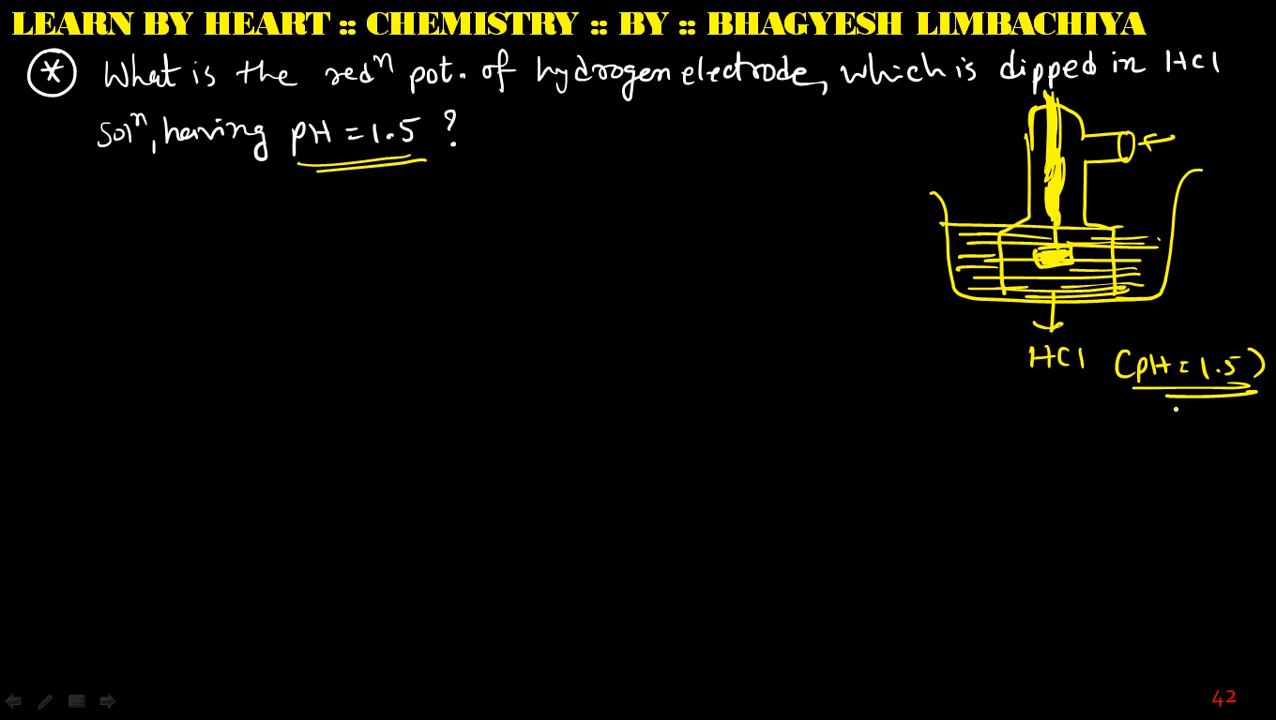 LEARN BY HEART :: CHEMISTRY :: BY :: BHAGYESH LIMBACHIYA
* What is the redⁿ pot. of hydrogen electrode, which is dipped in HCl
solⁿ, having pH = 1.5 ?
HCl (pH = 1.5)
42